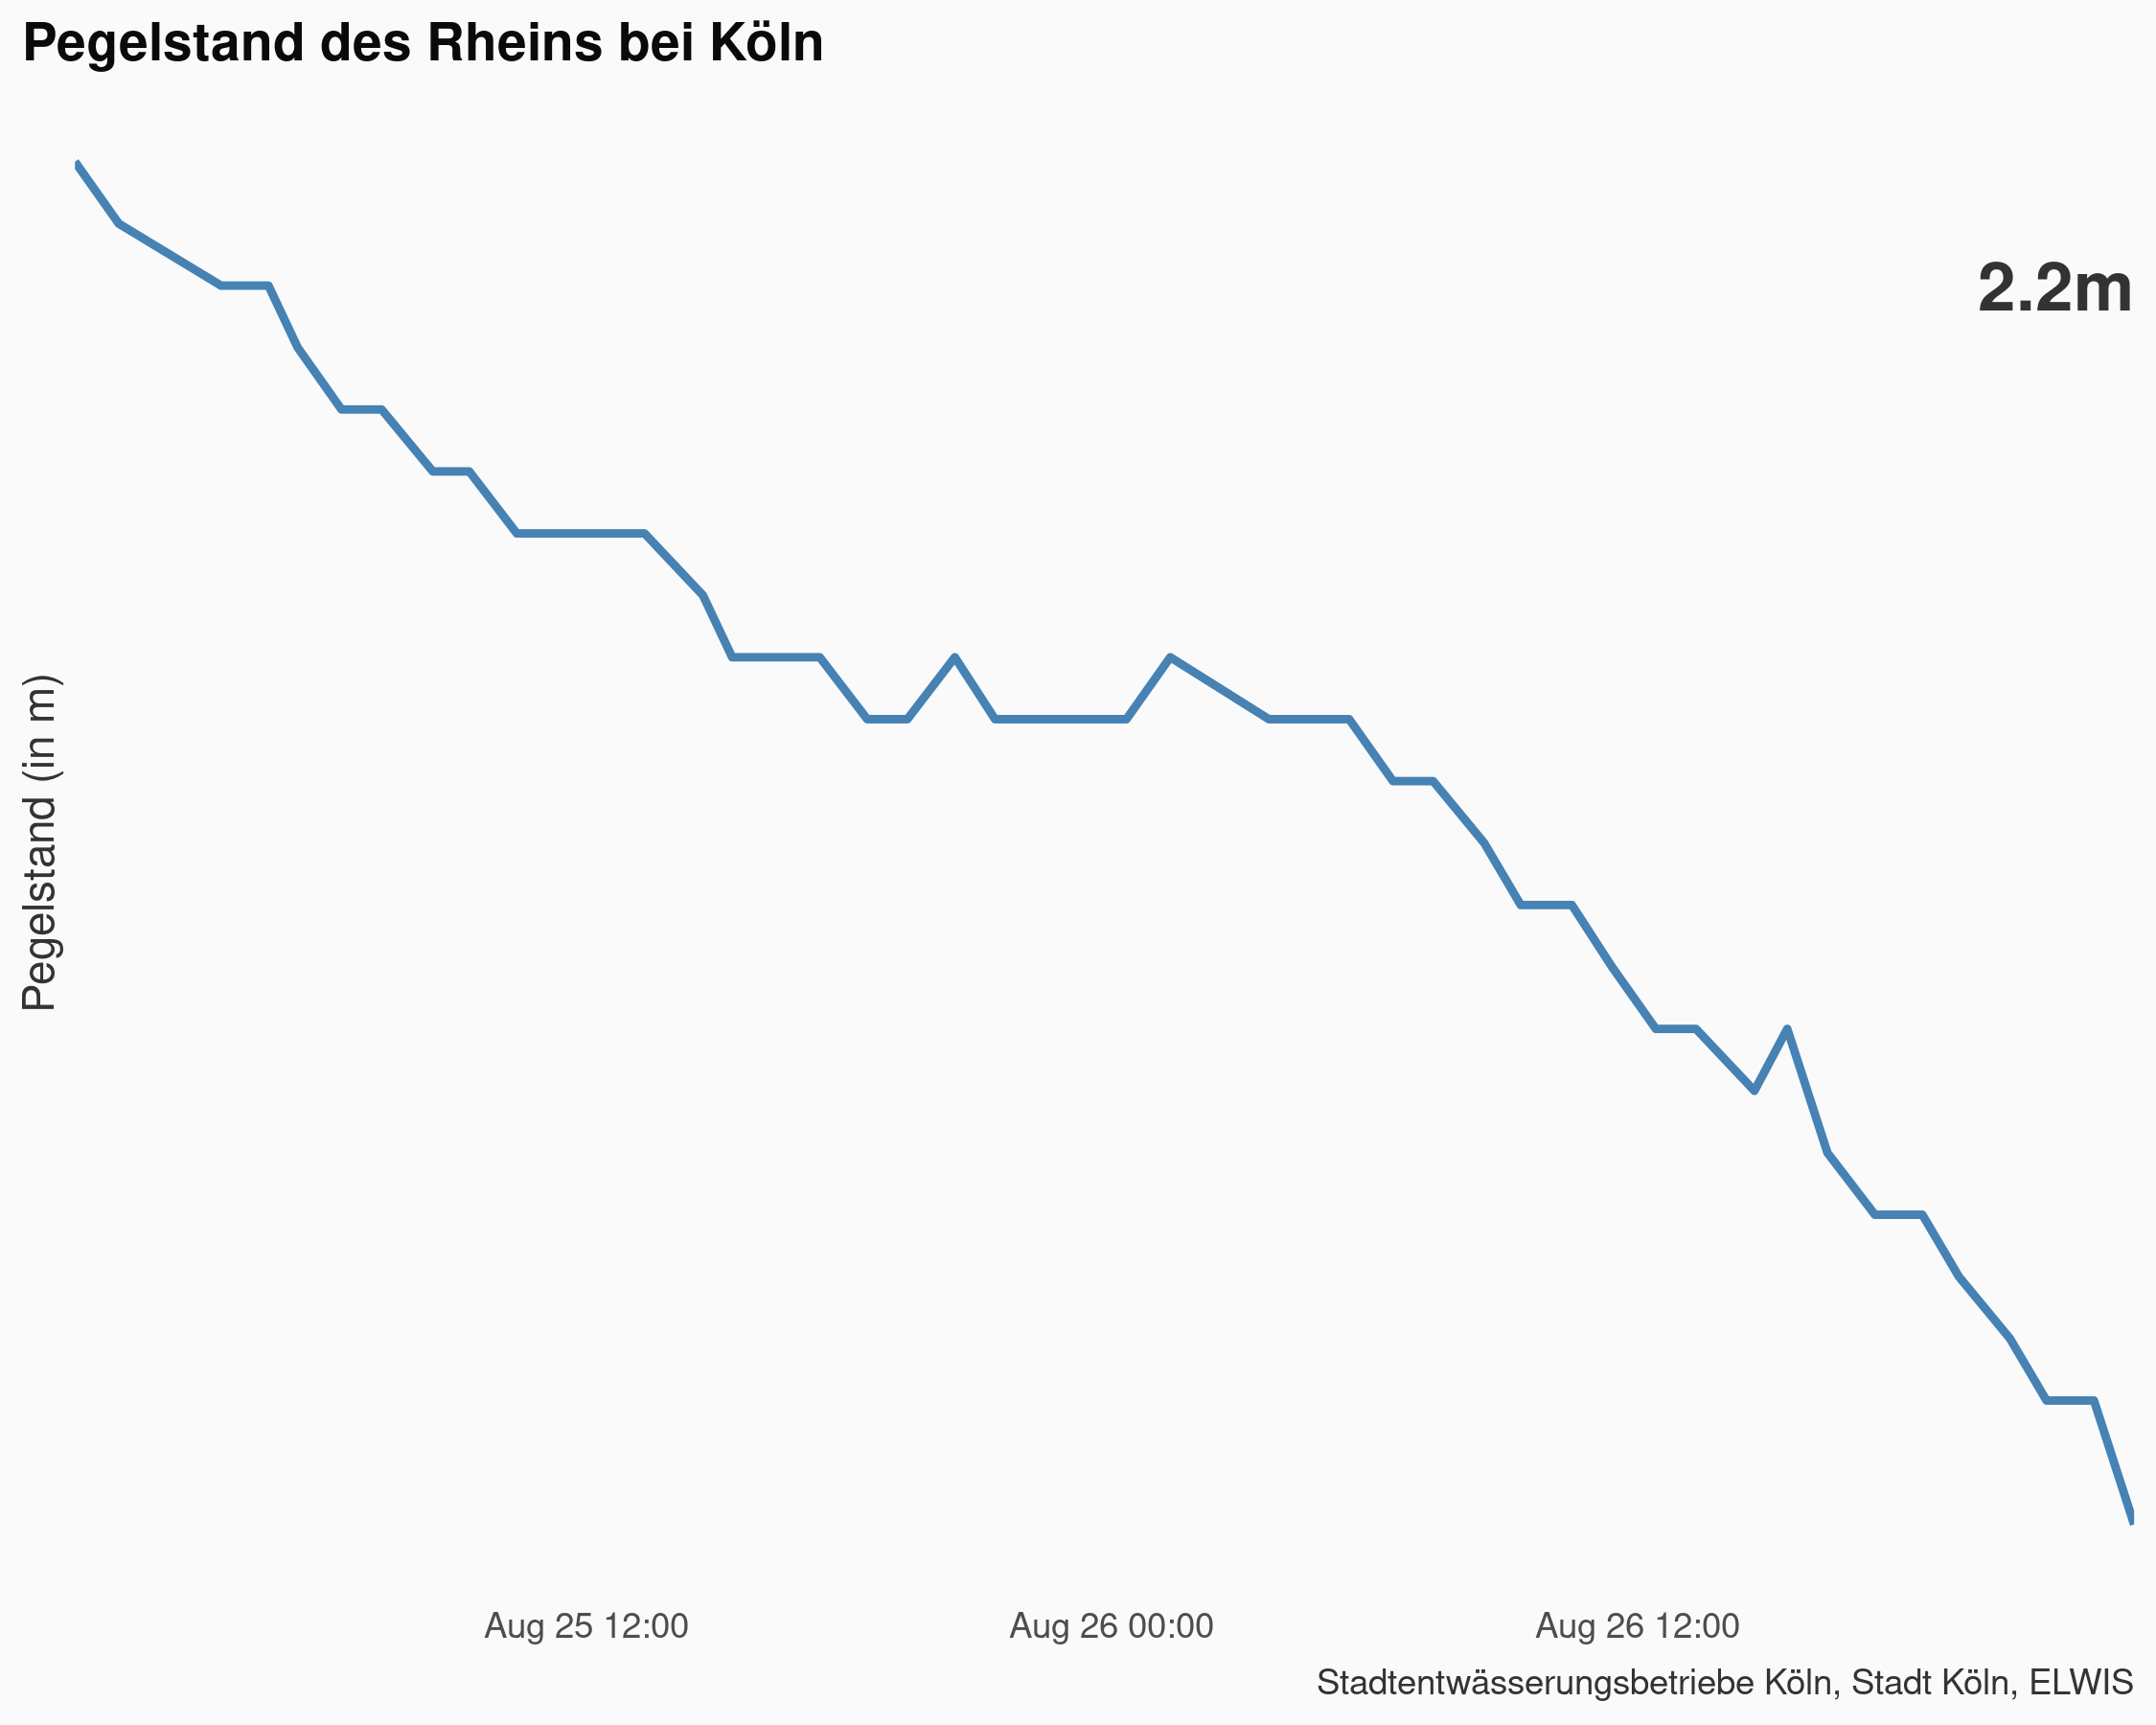 Pegelstand des Rheins bei Köln
2.2m
Pegelstand (in m)
Aug 25 12:00
Aug 26 00:00
Aug 26 12:00
Stadtentwässerungsbetriebe Köln, Stadt Köln, ELWIS